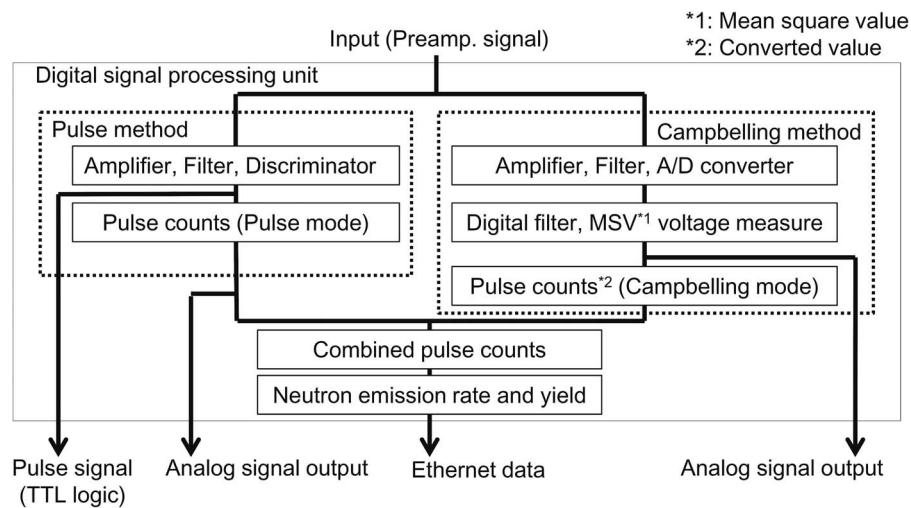 *1: Mean square value
*2: Converted value
Input (Preamp. signal)
Digital signal processing unit
Pulse method
Amplifier, Filter, Discriminator
Pulse counts (Pulse mode)
Campbelling method
Amplifier, Filter, A/D converter
Digital filter, MSV*1 voltage measure
Pulse counts*2 (Campbelling mode)
Combined pulse counts
Neutron emission rate and yield
Pulse signal
(TTL logic)
Analog signal output
Ethernet data
Analog signal output